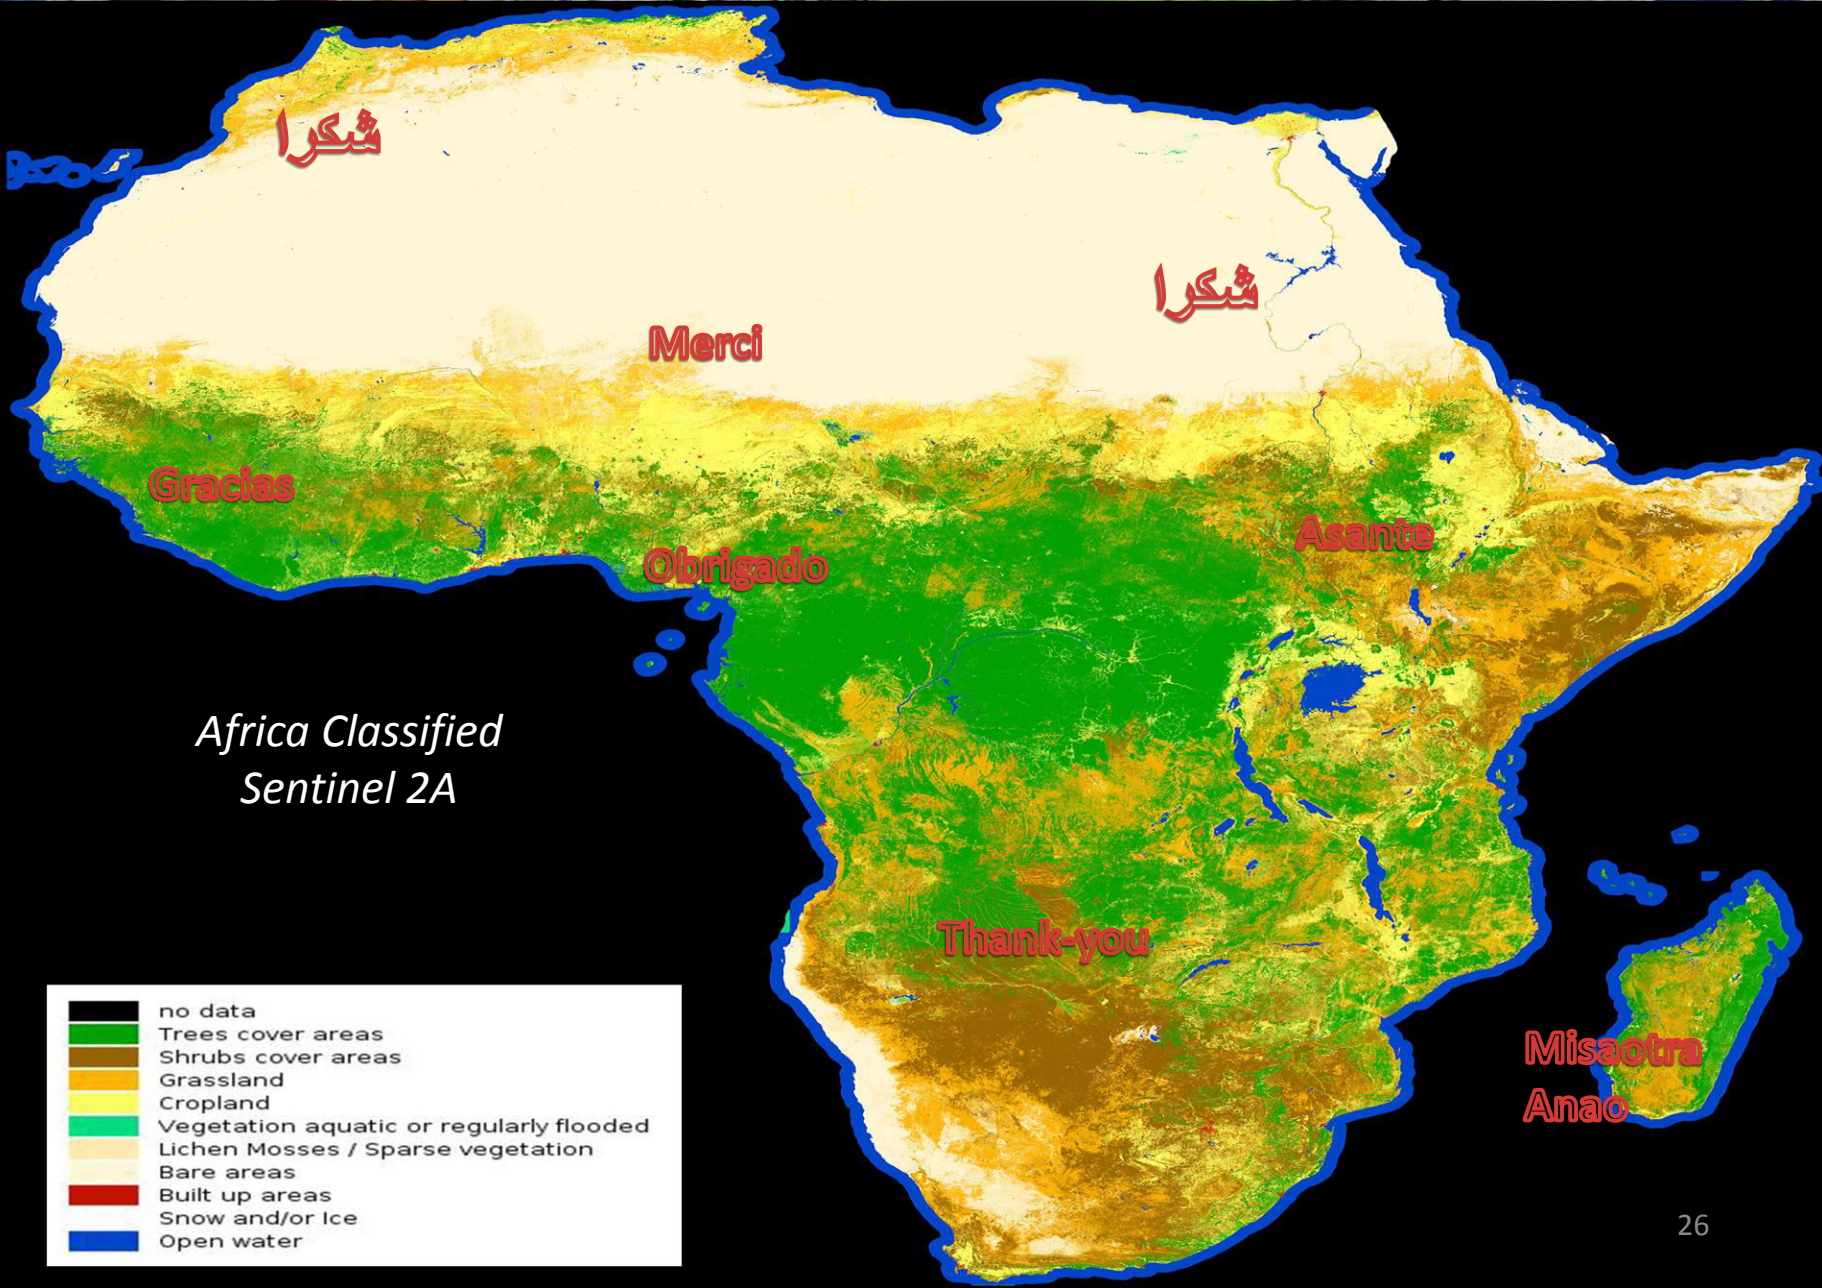 شكرا
شكرا
Merci
Gracias
Asante
Obrigado
Africa Classified
Sentinel 2A
Thank-you
Misaotra
Anao
no data
Trees cover areas
Shrubs cover areas
Grassland
Cropland
Vegetation aquatic or regularly flooded
Lichen Mosses / Sparse vegetation
Bare areas
Built up areas
Snow and/or Ice
Open water
26